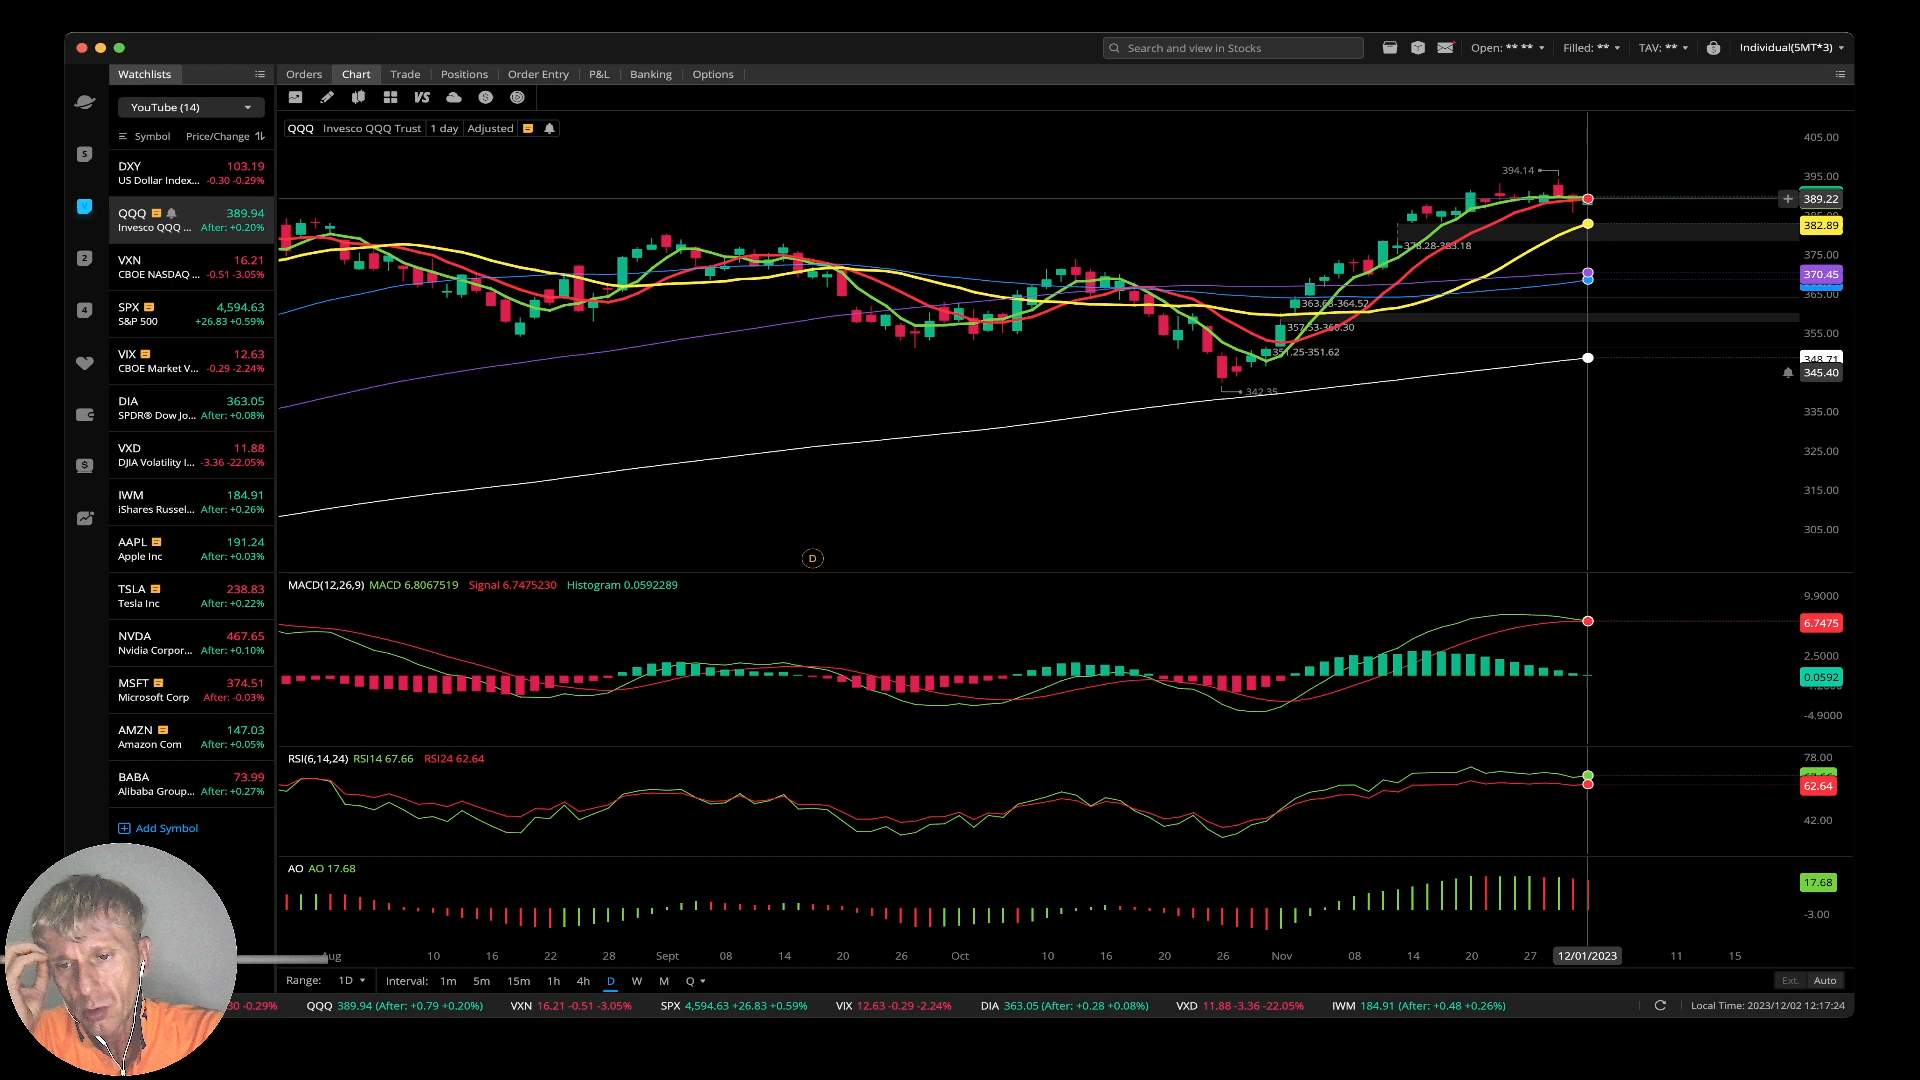 Search and view in Stocks
Open: ** **
Filled: **
TAV: **
Individual(5MT*3)
Watchlists
Orders
Chart
Trade
Positions
Order Entry
P&L
Banking
Options
YouTube (14)
VS
Symbol Price/Change
QQQ Invesco QQQ Trust 1 day Adjusted
DXY 103.19
US Dollar Index... -0.30 -0.29%
QQQ 389.94
Invesco QQQ ... After: +0.20%
VXN 16.21
CBOE NASDAQ ... -0.51 -3.05%
SPX 4,594.63
S&P 500 +26.83 +0.59%
VIX 12.63
CBOE Market V... -0.29 -2.24%
DIA 363.05
SPDR® Dow Jo... After: +0.08%
VXD 11.88
DJIA Volatility I... -3.36 -22.05%
IWM 184.91
iShares Russel... After: +0.26%
AAPL 191.24
Apple Inc After: +0.03%
TSLA 238.83
Tesla Inc After: +0.22%
NVDA 467.65
Nvidia Corpor... After: +0.10%
MSFT 374.51
Microsoft Corp After: -0.03%
AMZN 147.03
Amazon Com After: +0.05%
BABA 73.99
Alibaba Group... After: +0.27%
Add Symbol
S
2
4
394.14
378.28-383.18
357.53-360.30
342.35
D
405.00
395.00
389.22
382.89
375.00
370.45
365.00
355.00
348.71
345.40
335.00
325.00
315.00
305.00
MACD(12,26,9) MACD 6.8067519 Signal 6.7475230 Histogram 0.0592289
9.9000
6.7475
2.5000
0.0592
-4.9000
RSI(6,14,24) RSI14 67.66 RSI24 62.64
78.00
62.64
42.00
AO AO 17.68
17.68
-3.00
Aug 10 16 22 28 Sept 08 14 20 26 Oct 10 16 20 26 Nov 08 14 20 27 12/01/2023 11 15
Range: 1D Interval: 1m 5m 15m 1h 4h D W M Q Ext. Auto
30 -0.29% QQQ 389.94 (After: +0.79 +0.20%) VXN 16.21 -0.51 -3.05% SPX 4,594.63 +26.83 +0.59% VIX 12.63 -0.29 -2.24% DIA 363.05 (After: +0.28 +0.08%) VXD 11.88 -3.36 -22.05% IWM 184.91 (After: +0.48 +0.26%) Local Time: 2023/12/02 12:17:24